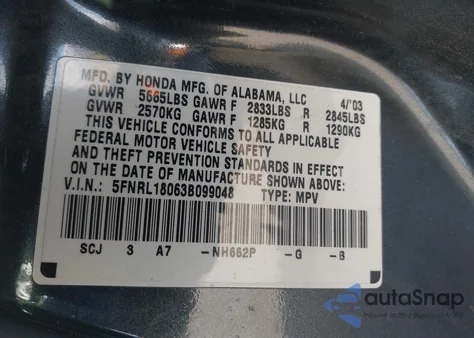 MFD. BY HONDA MFG. OF ALABAMA, LLC 4/'03
GVWR 5665LBS GAWR F 2833LBS R 2845LBS
GVWR 2570KG GAWR F 1285KG R 1290KG
THIS VEHICLE CONFORMS TO ALL APPLICABLE
FEDERAL MOTOR VEHICLE SAFETY
AND THEFT PREVENTION STANDARDS IN EFFECT
ON THE DATE OF MANUFACTURE SHOWN ABOVE.
V.I.N.: 5FNRL18063B099048 TYPE: MPV
SCJ 3 A7 -NH662P -G -B
autoSnap